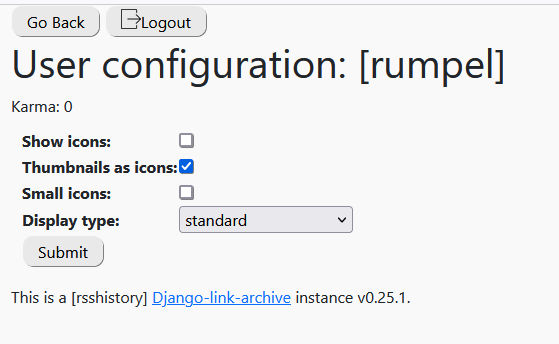 Go Back Logout
User configuration: [rumpel]
Karma: 0
Show icons:
Thumbnails as icons:
Small icons:
Display type: standard
Submit
This is a [rsshistory] Django-link-archive instance v0.25.1.